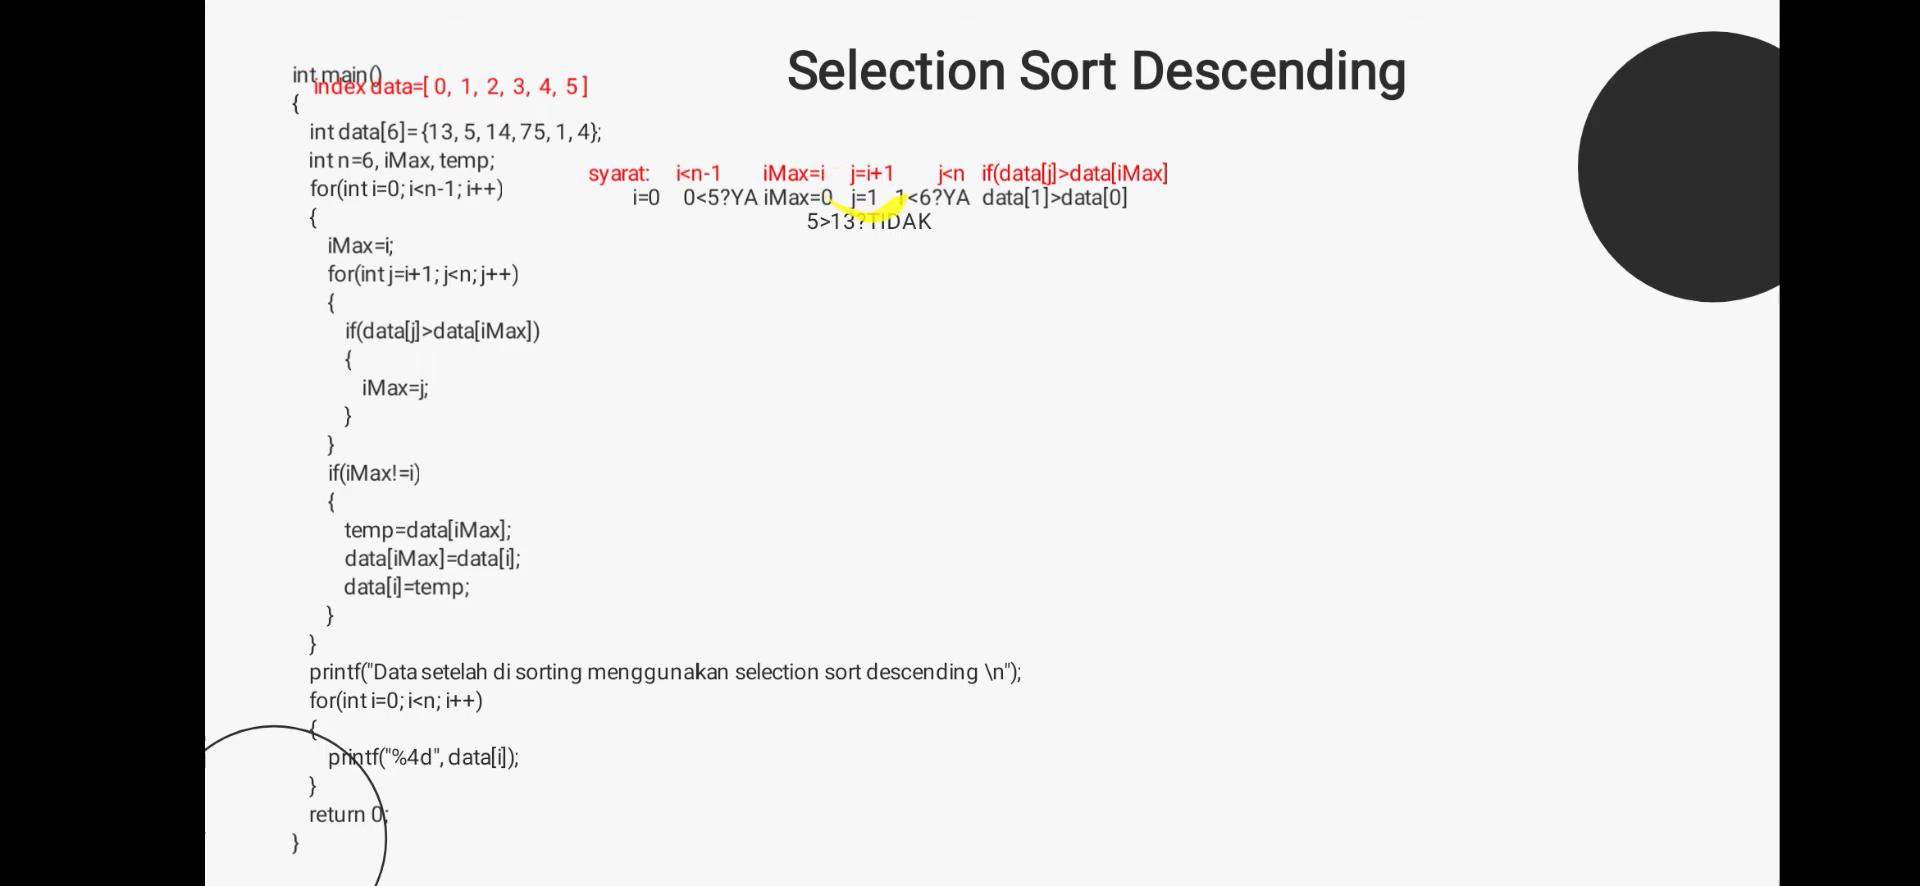 Selection Sort Descending
int main()
index data=[ 0, 1, 2, 3, 4, 5 ]
{
int data[6]={13, 5, 14, 75, 1, 4};
int n=6, iMax, temp;
for(int i=0; i<n-1; i++)
{
iMax=i;
for(int j=i+1; j<n; j++)
{
if(data[j]>data[iMax])
{
iMax=j;
}
}
if(iMax!=i)
{
temp=data[iMax];
data[iMax]=data[i];
data[i]=temp;
}
}
printf("Data setelah di sorting menggunakan selection sort descending \n");
for(int i=0; i<n; i++)
{
printf("%4d", data[i]);
}
return 0;
}
syarat: i<n-1 iMax=i j=i+1 j<n if(data[j]>data[iMax]
i=0 0<5?YA iMax=0 j=1 1<6?YA data[1]>data[0]
5>13?TIDAK